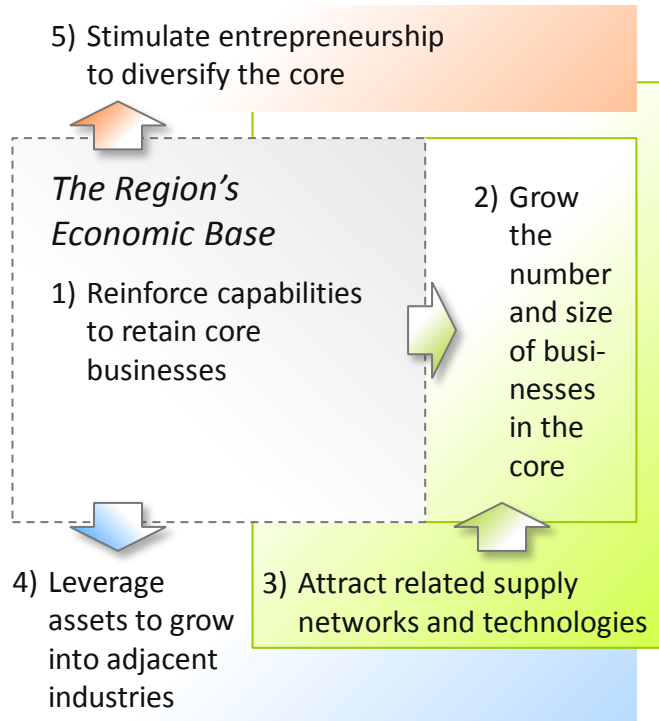 5) Stimulate entrepreneurship
to diversify the core
The Region's
Economic Base
1) Reinforce capabilities
to retain core
businesses
2) Grow
the
number
and size
of busi-
nesses
in the
core
4) Leverage
assets to grow
into adjacent
industries
3) Attract related supply
networks and technologies